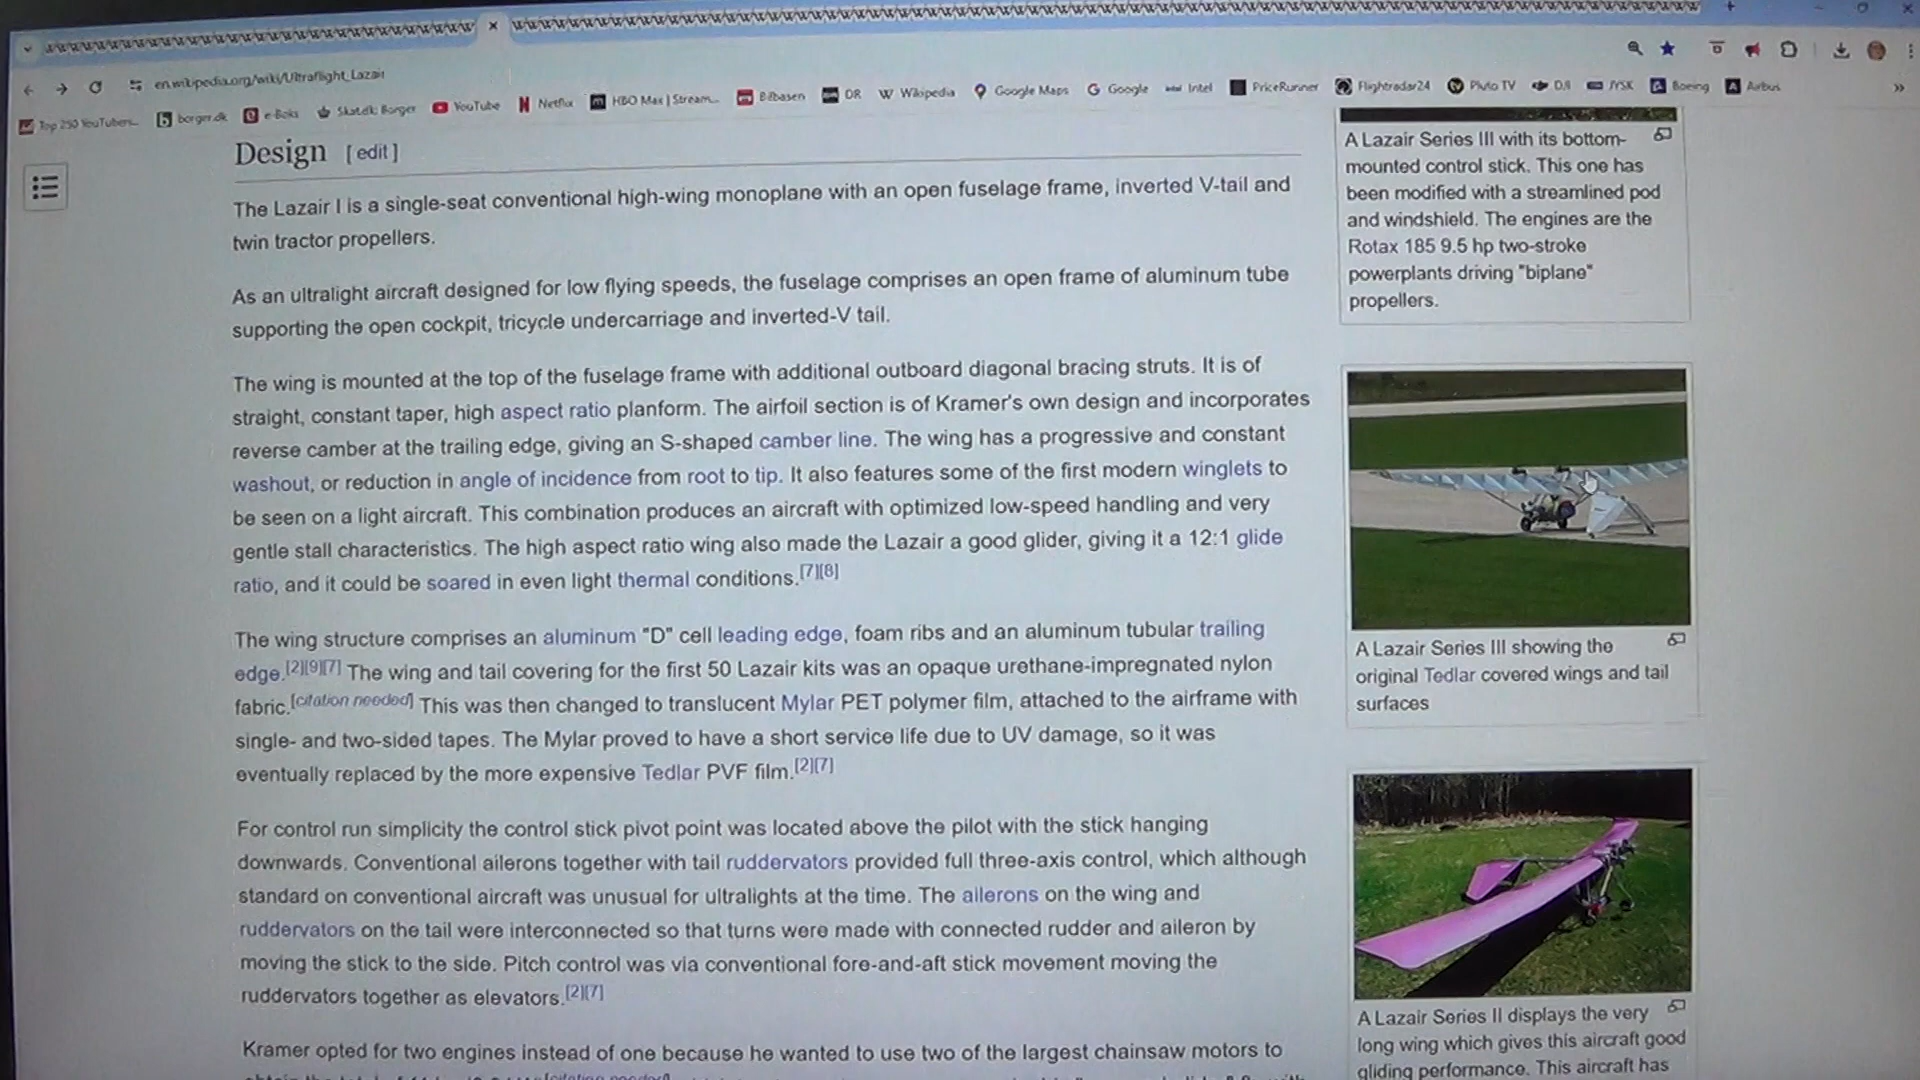 en.wikipedia.org/wiki/Ultraflight_Lazair
Top 250 YouTubers... borger.dk e-Boks Skat.dk: Borger YouTube Netflix HBO Max | Stream... Bilbasen DR Wikipedia Google Maps Google Intel PriceRunner Flightradar24 Pluto TV DJI JYSK Boeing Airbus
Design [ edit ]
The Lazair I is a single-seat conventional high-wing monoplane with an open fuselage frame, inverted V-tail and
twin tractor propellers.
As an ultralight aircraft designed for low flying speeds, the fuselage comprises an open frame of aluminum tube
supporting the open cockpit, tricycle undercarriage and inverted-V tail.
The wing is mounted at the top of the fuselage frame with additional outboard diagonal bracing struts. It is of
straight, constant taper, high aspect ratio planform. The airfoil section is of Kramer's own design and incorporates
reverse camber at the trailing edge, giving an S-shaped camber line. The wing has a progressive and constant
washout, or reduction in angle of incidence from root to tip. It also features some of the first modern winglets to
be seen on a light aircraft. This combination produces an aircraft with optimized low-speed handling and very
gentle stall characteristics. The high aspect ratio wing also made the Lazair a good glider, giving it a 12:1 glide
ratio, and it could be soared in even light thermal conditions.[7][8]
The wing structure comprises an aluminum "D" cell leading edge, foam ribs and an aluminum tubular trailing
edge.[2][9][7] The wing and tail covering for the first 50 Lazair kits was an opaque urethane-impregnated nylon
fabric.[citation needed] This was then changed to translucent Mylar PET polymer film, attached to the airframe with
single- and two-sided tapes. The Mylar proved to have a short service life due to UV damage, so it was
eventually replaced by the more expensive Tedlar PVF film.[2][7]
For control run simplicity the control stick pivot point was located above the pilot with the stick hanging
downwards. Conventional ailerons together with tail ruddervators provided full three-axis control, which although
standard on conventional aircraft was unusual for ultralights at the time. The ailerons on the wing and
ruddervators on the tail were interconnected so that turns were made with connected rudder and aileron by
moving the stick to the side. Pitch control was via conventional fore-and-aft stick movement moving the
ruddervators together as elevators.[2][7]
Kramer opted for two engines instead of one because he wanted to use two of the largest chainsaw motors to
A Lazair Series III with its bottom-
mounted control stick. This one has
been modified with a streamlined pod
and windshield. The engines are the
Rotax 185 9.5 hp two-stroke
powerplants driving "biplane"
propellers.
A Lazair Series III showing the
original Tedlar covered wings and tail
surfaces
A Lazair Series II displays the very
long wing which gives this aircraft good
gliding performance. This aircraft has